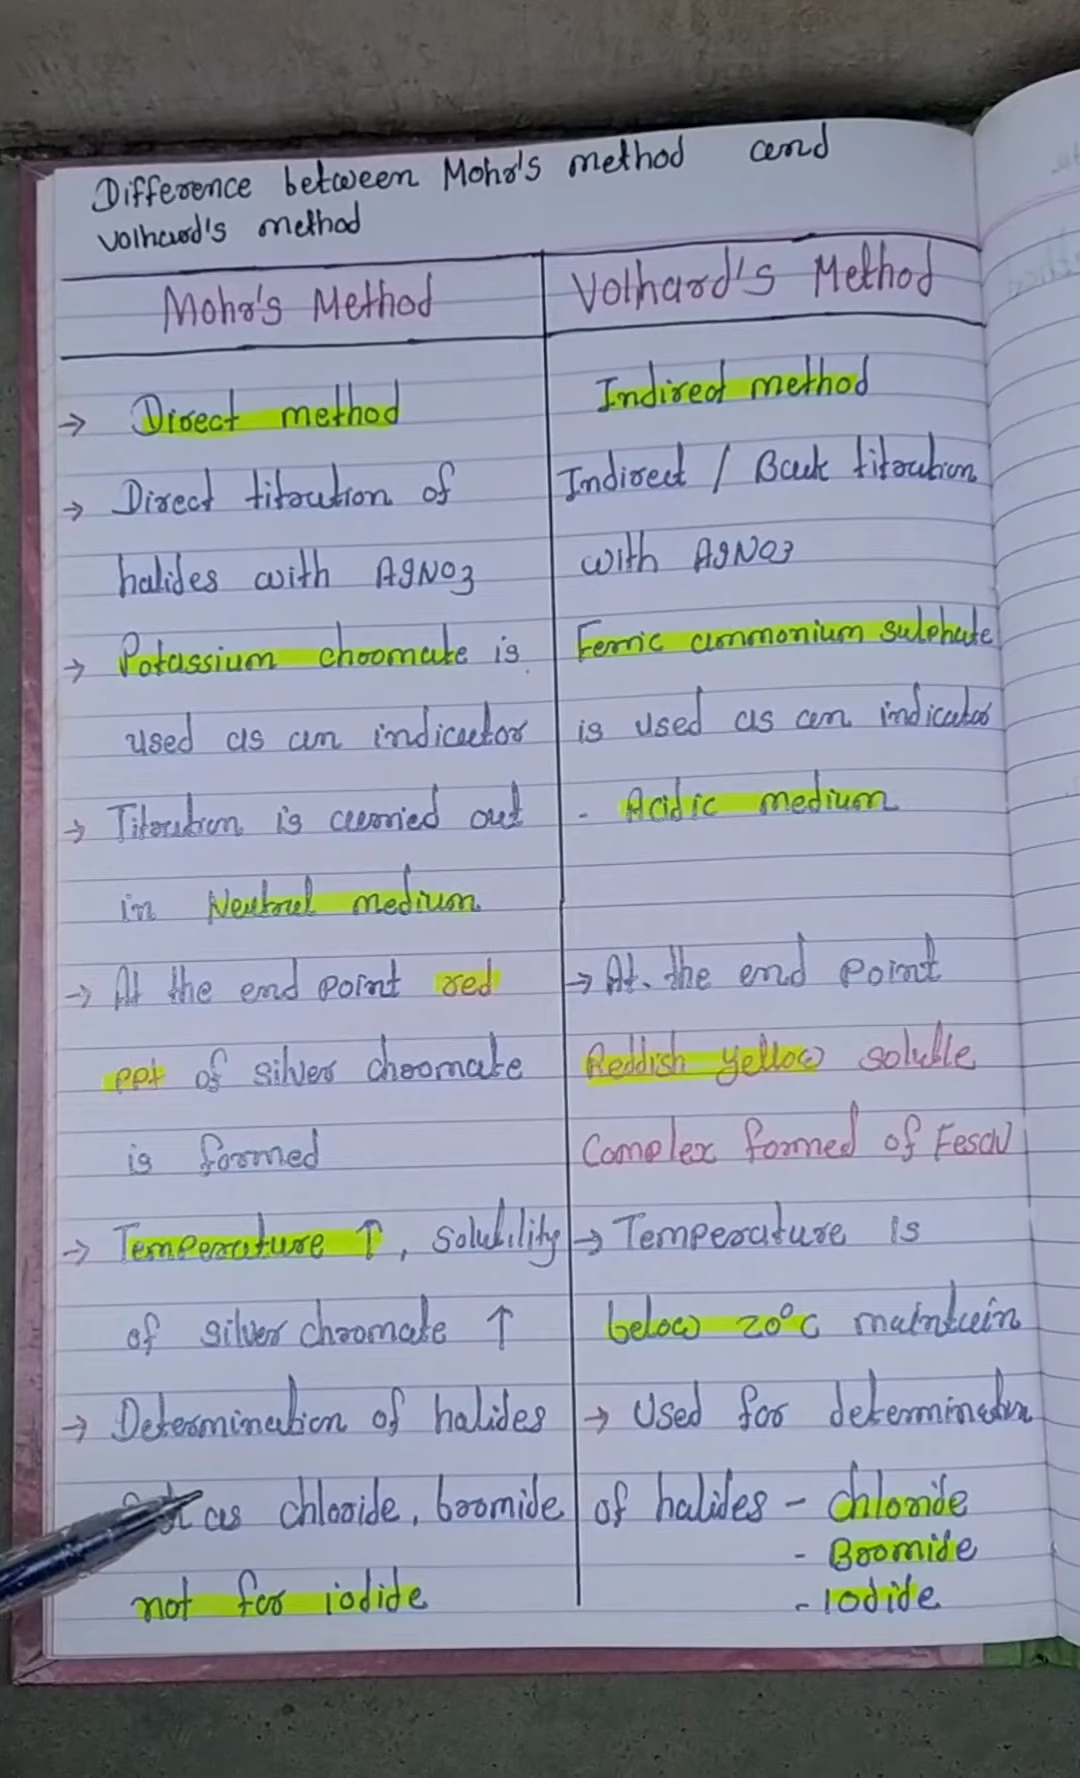 Difference between Mohr's method and
Volhard's method
Mohr's Method
Volhard's Method
→ Direct method
Indirect method
→ Direct titration of
halides with AgNO3
Indirect / Back titration
with AgNO3
→ Potassium chromate is
used as an indicator
Ferric ammonium sulphate
is used as an indicator
→ Titration is carried out
in Neutral medium
- Acidic medium
→ At the end point red
ppt of silver chromate
is formed
→ At. the end point
Reddish yellow soluble
Complex formed of FeSCN
→ Temperature ↑, solubility
of silver chromate ↑
→ Temperature is
below 20°C maintain
→ Determination of halides
as chloride, bromide
not for iodide
→ Used for determination
of halides - chloride
- Bromide
- Iodide